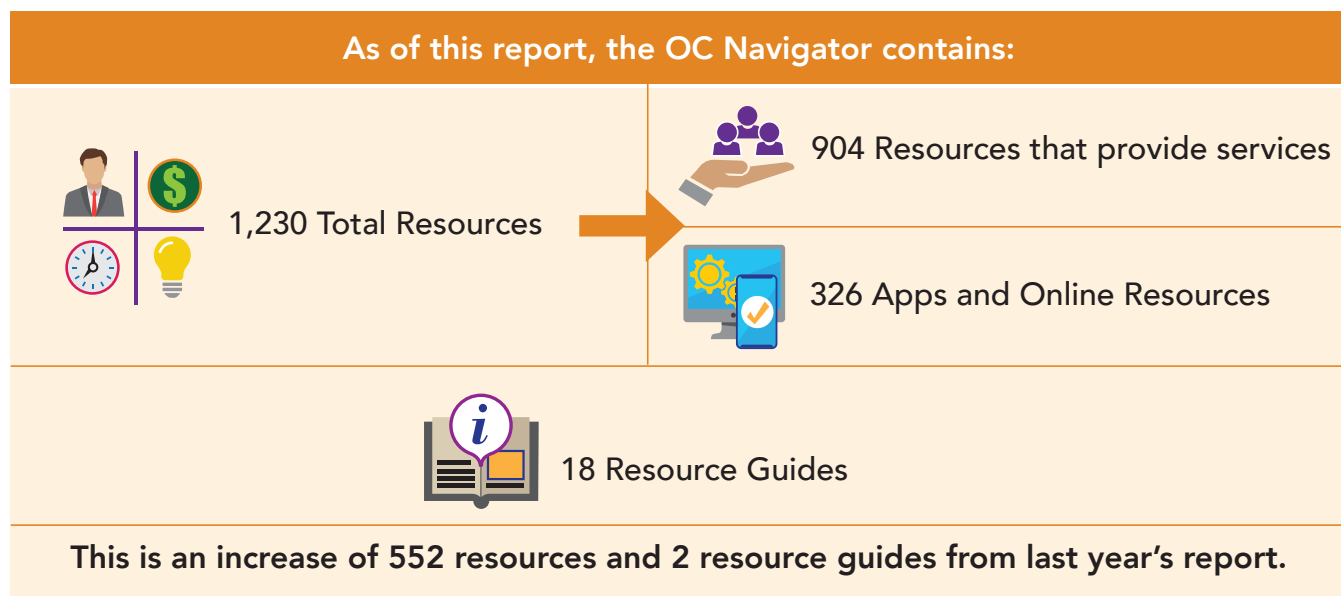 As of this report, the OC Navigator contains:
1,230 Total Resources
904 Resources that provide services
326 Apps and Online Resources
18 Resource Guides
This is an increase of 552 resources and 2 resource guides from last year’s report.